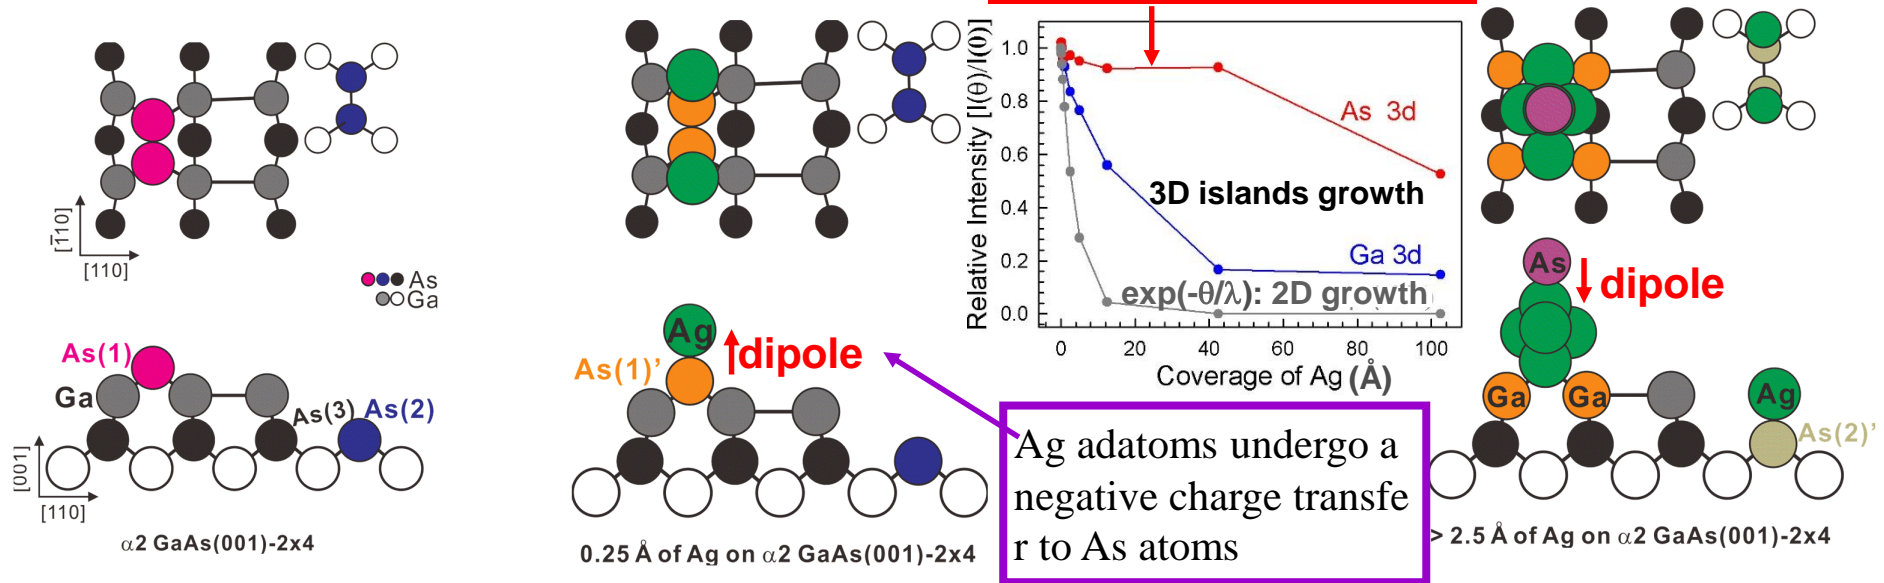 [1̅10]
[110]
As
Ga
As(1)
Ga
As(3)
As(2)
[001]
[110]
α2 GaAs(001)-2x4
Ag
dipole
As(1)’
0.25 Å of Ag on α2 GaAs(001)-2x4
Relative Intensity [I(θ)/I(0)]
1.0
0.8
0.6
0.4
0.2
0.0
As 3d
3D islands growth
Ga 3d
exp(-θ/λ): 2D growth
0 20 40 60 80 100
Coverage of Ag (Å)
Ag adatoms undergo a
negative charge transfe
r to As atoms
As
dipole
Ga
Ga
Ag
As(2)’
> 2.5 Å of Ag on α2 GaAs(001)-2x4